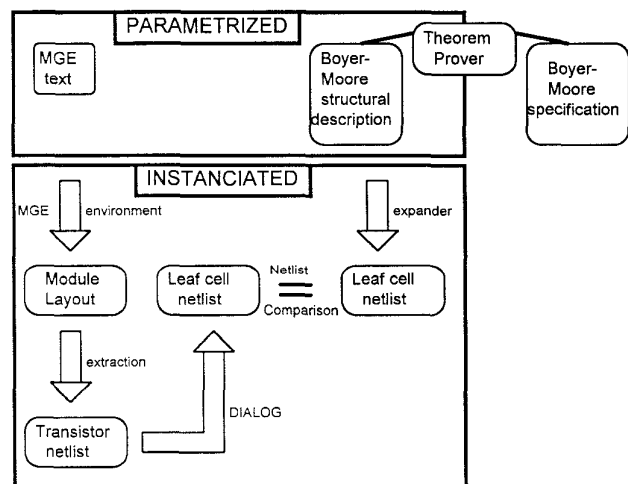 PARAMETRIZED
MGE
text
Boyer-
Moore
structural
description
Theorem
Prover
Boyer-
Moore
specification
INSTANCIATED
MGE environment
expander
Module
Layout
Leaf cell
netlist
Netlist
Comparison
Leaf cell
netlist
extraction
DIALOG
Transistor
netlist